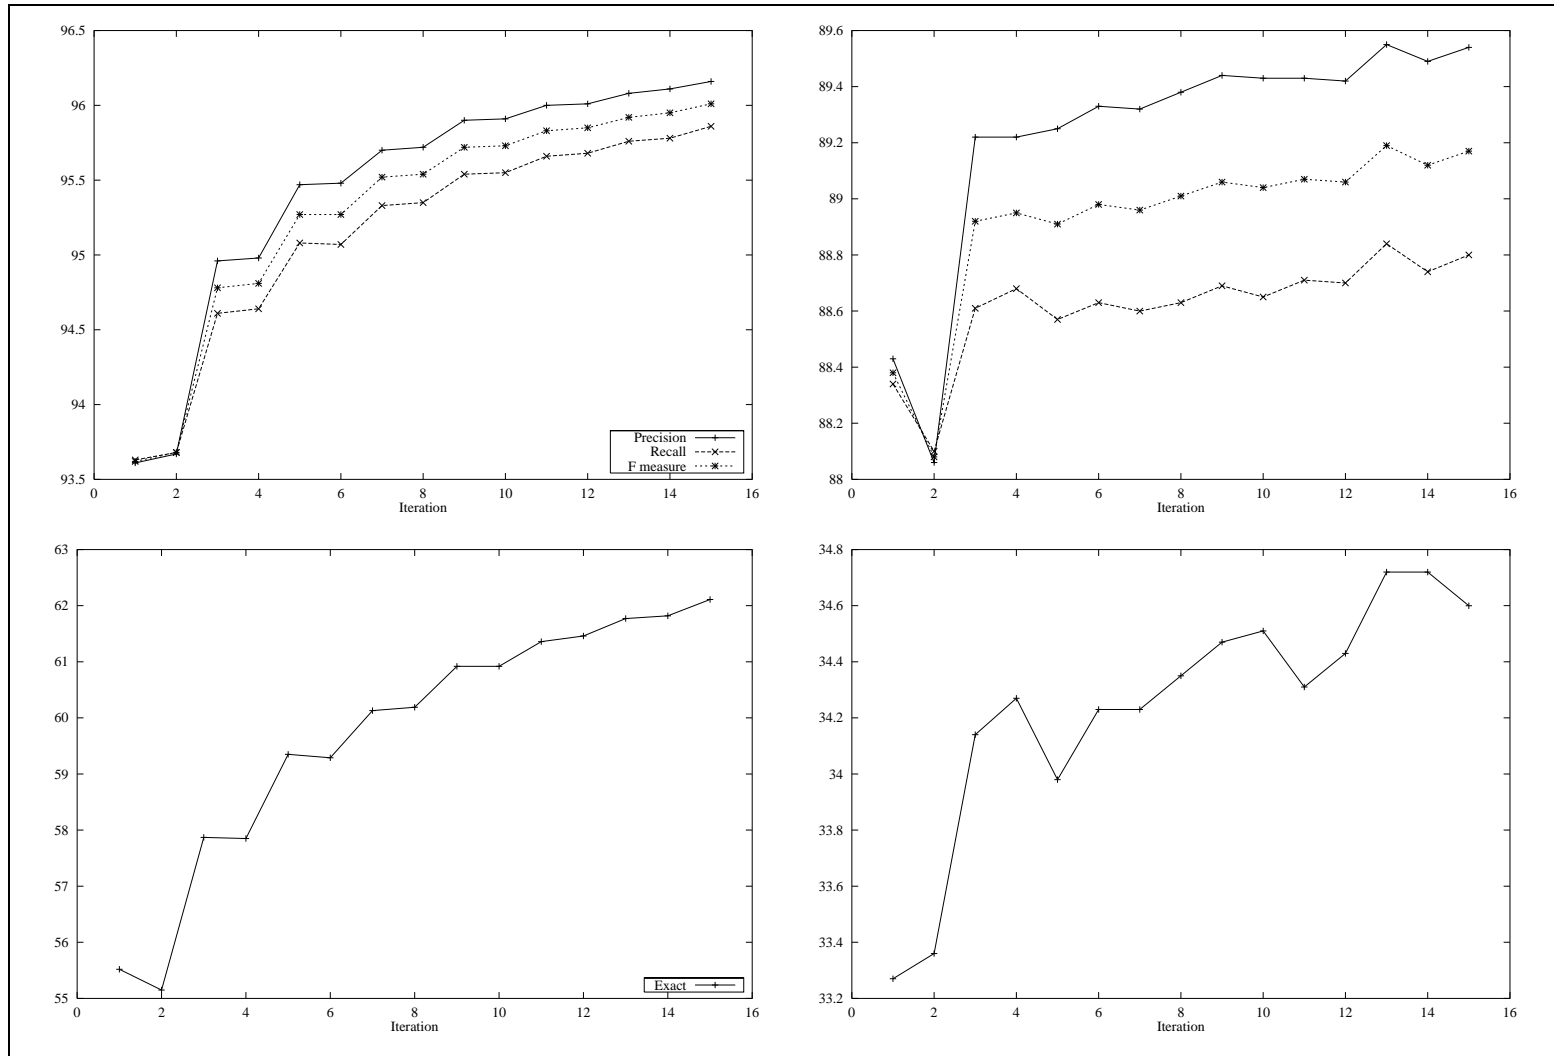 96.5
96
95.5
95
94.5
94
93.5
0 2 4 6 8 10 12 14 16
Iteration
Precision
Recall
F measure
89.6
89.4
89.2
89
88.8
88.6
88.4
88.2
88
0 2 4 6 8 10 12 14 16
Iteration
63
62
61
60
59
58
57
56
55
0 2 4 6 8 10 12 14 16
Iteration
Exact
34.8
34.6
34.4
34.2
34
33.8
33.6
33.4
33.2
0 2 4 6 8 10 12 14 16
Iteration